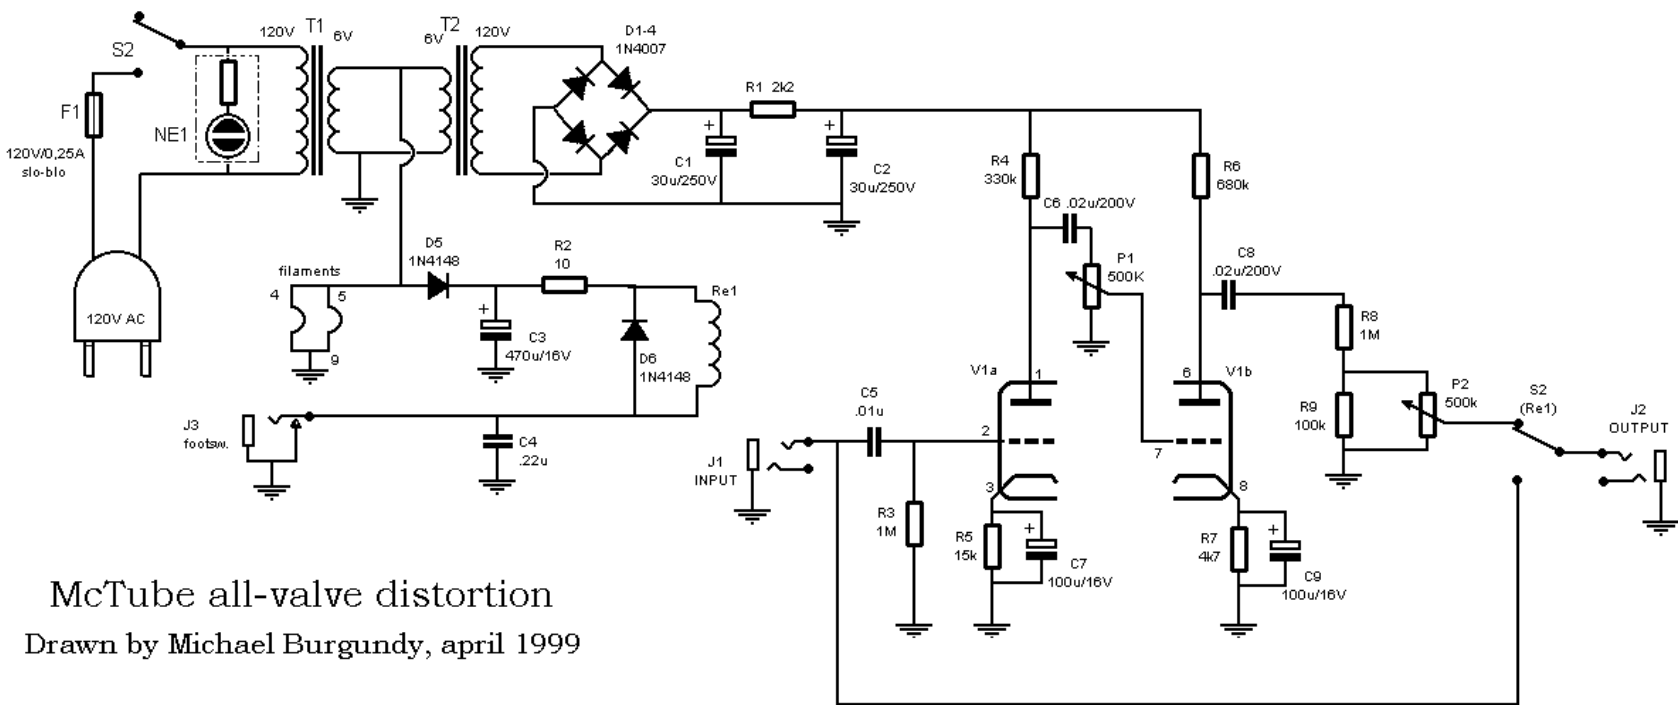 S2
120V
T1
6V
6V
T2
120V
D1-4
1N4007
F1
120V/0,25A
slo-blo
NE1
R1 2k2
+
C1
30u/250V
+
C2
30u/250V
R4
330k
R6
680k
C6 .02u/200V
P1
500K
C8
.02u/200V
D5
1N4148
R2
10
Re1
filaments
4
5
9
120V AC
+
C3
470u/16V
D6
1N4148
R8
1M
V1a
1
6
V1b
P2
500k
S2
(Re1)
J2
OUTPUT
R9
100k
J3
footsw.
C4
.22u
C5
.01u
2
7
J1
INPUT
3
8
R3
1M
R5
15k
+
C7
100u/16V
R7
4k7
+
C9
100u/16V
McTube all-valve distortion
Drawn by Michael Burgundy, april 1999